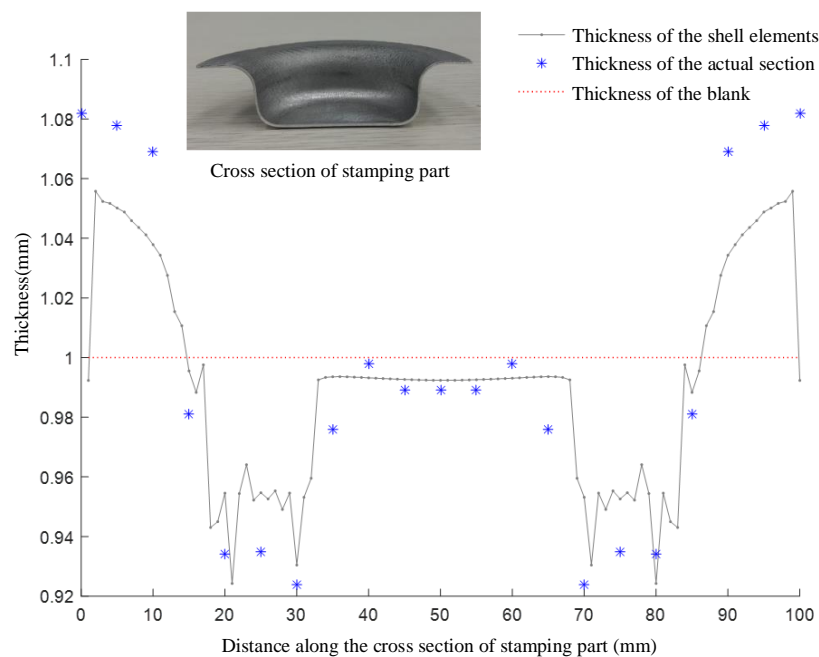 Thickness of the shell elements
Thickness of the actual section
Thickness of the blank
Cross section of stamping part
Thickness(mm)
1.1
1.08
1.06
1.04
1.02
1
0.98
0.96
0.94
0.92
0 10 20 30 40 50 60 70 80 90 100
Distance along the cross section of stamping part (mm)